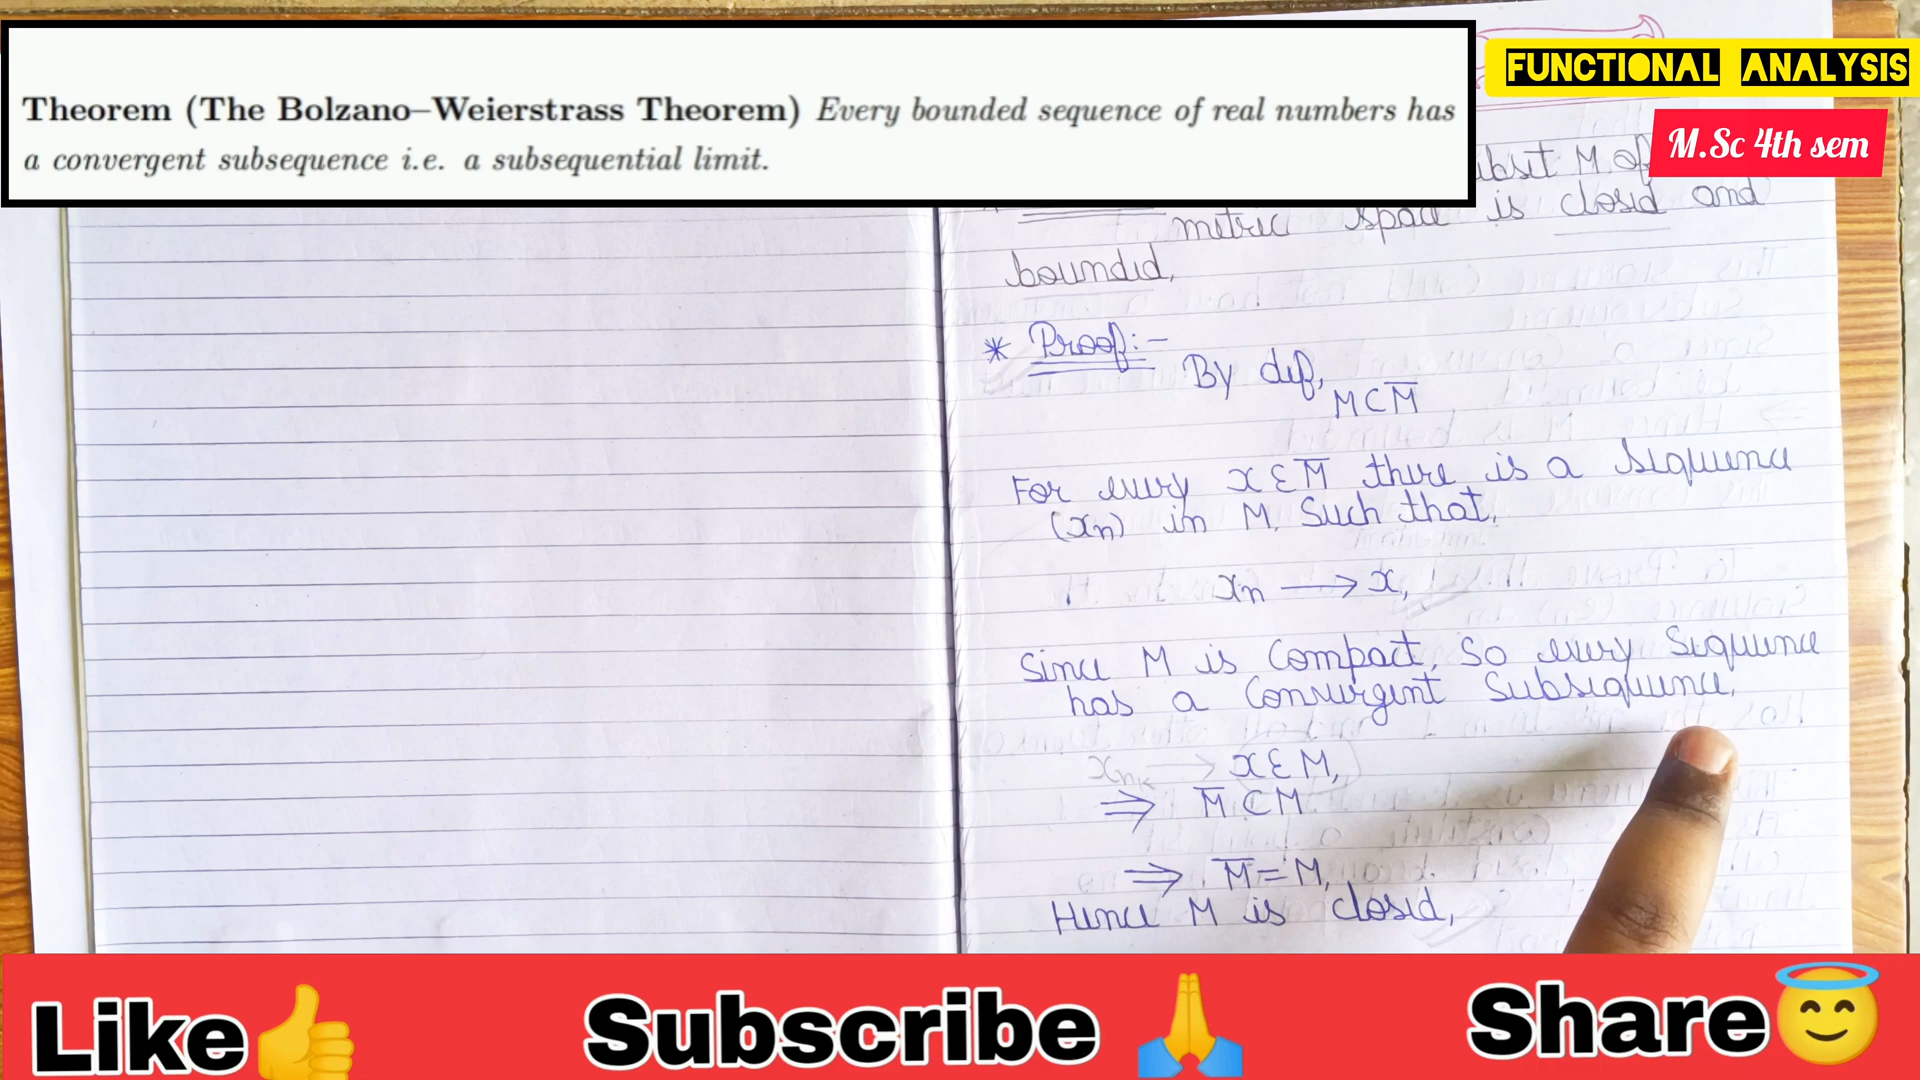 Theorem (The Bolzano–Weierstrass Theorem) Every bounded sequence of real numbers has
a convergent subsequence i.e. a subsequential limit.
FUNCTIONAL ANALYSIS
M.Sc 4th sem
M of
metric space is closed and
bounded,
* Proof:-
By def,
M⊂M̅
For every x∈M̅ there is a sequence
(xn) in M. Such that,
xn → x,
Since M is Compact, So every Sequence
has a Convergent Subsequence,
xnk → x∈M,
⇒ M̅⊂M
⇒ M̅=M,
Hence M is closed,
Like👍
Subscribe 🙏
Share😇